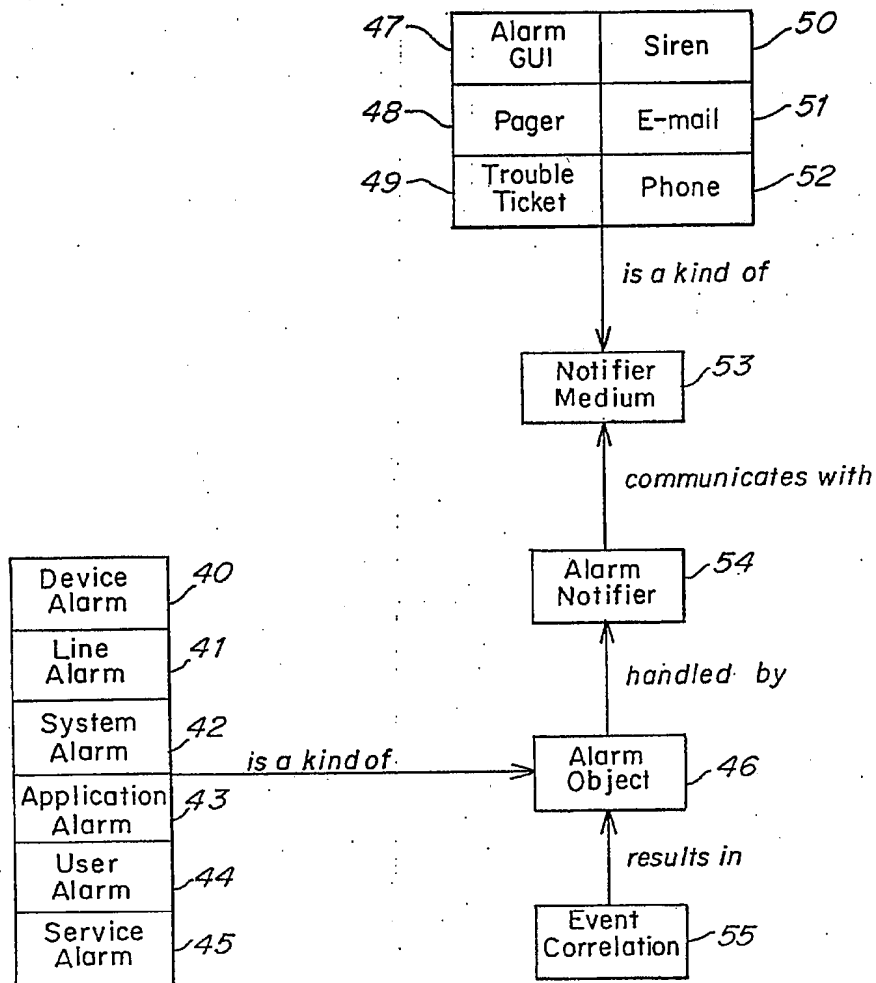 47
Alarm
GUI
Siren
50
48
Pager
E-mail
51
49
Trouble
Ticket
Phone
52
is a kind of
Notifier
Medium
53
communicates with
Alarm
Notifier
54
handled by
Device
Alarm
40
Line
Alarm
41
System
Alarm
42
Application
Alarm
43
User
Alarm
44
Service
Alarm
45
is a kind of
Alarm
Object
46
results in
Event
Correlation
55